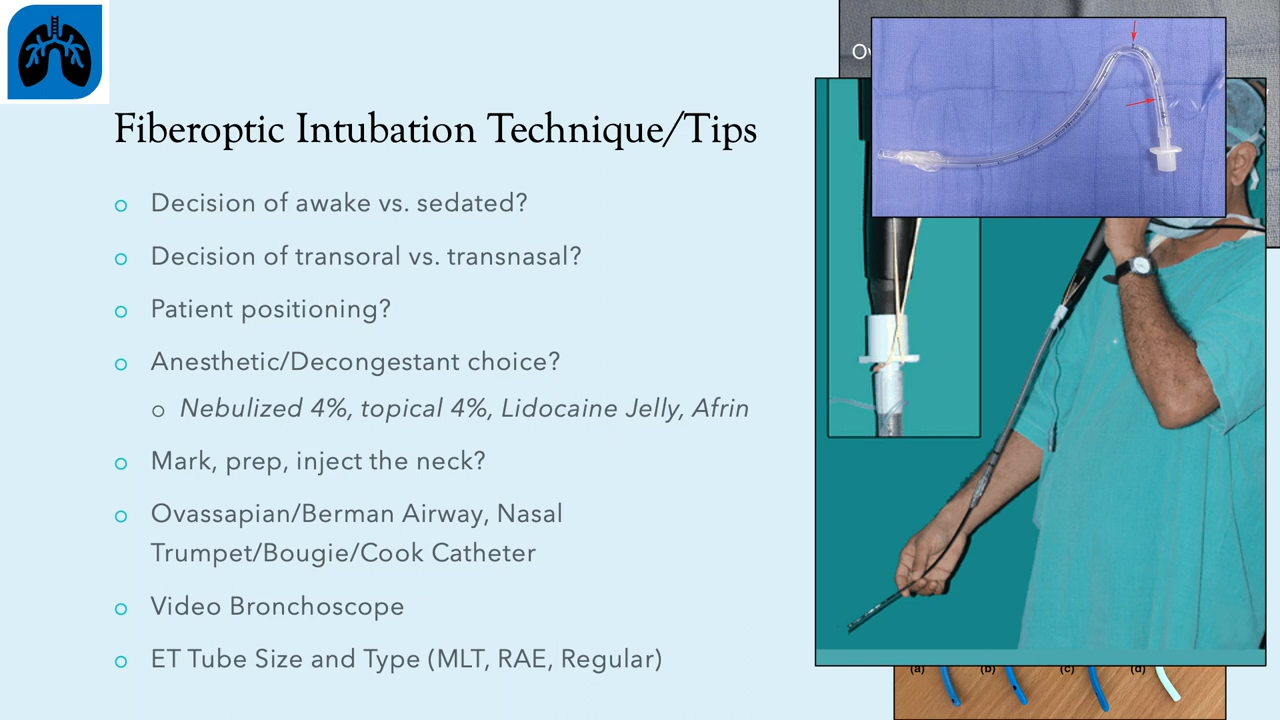 Fiberoptic Intubation Technique/Tips
Decision of awake vs. sedated?
Decision of transoral vs. transnasal?
Patient positioning?
Anesthetic/Decongestant choice?
Nebulized 4%, topical 4%, Lidocaine Jelly, Afrin
Mark, prep, inject the neck?
Ovassapian/Berman Airway, Nasal
Trumpet/Bougie/Cook Catheter
Video Bronchoscope
ET Tube Size and Type (MLT, RAE, Regular)
(a) (b) (c) (d)